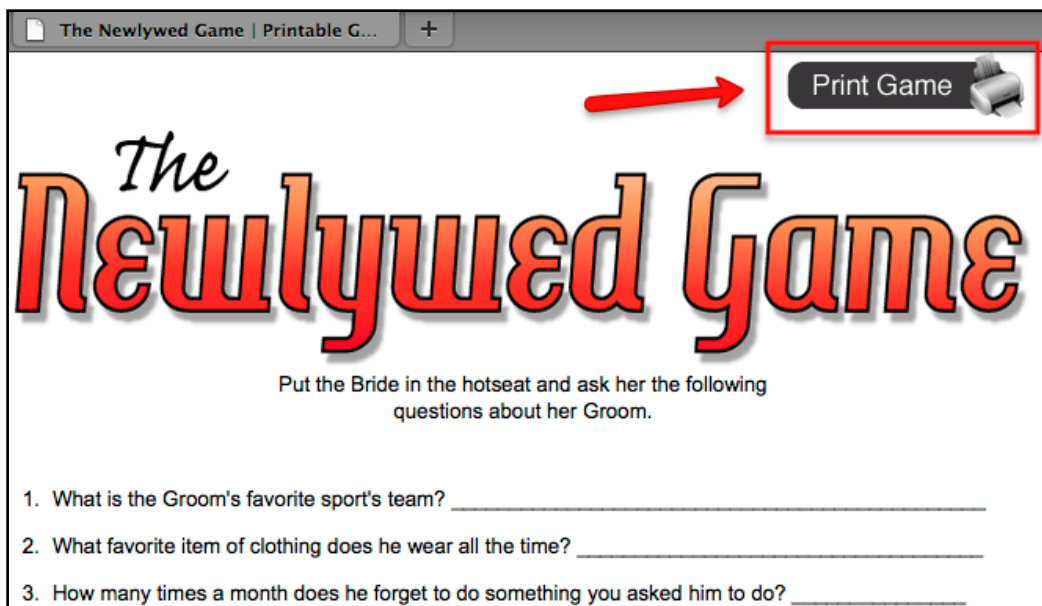 The Newlywed Game | Printable G...
+
Print Game
The
Newlywed Game
Put the Bride in the hotseat and ask her the following
questions about her Groom.
1. What is the Groom's favorite sport's team? ___
2. What favorite item of clothing does he wear all the time? ___
3. How many times a month does he forget to do something you asked him to do? ___